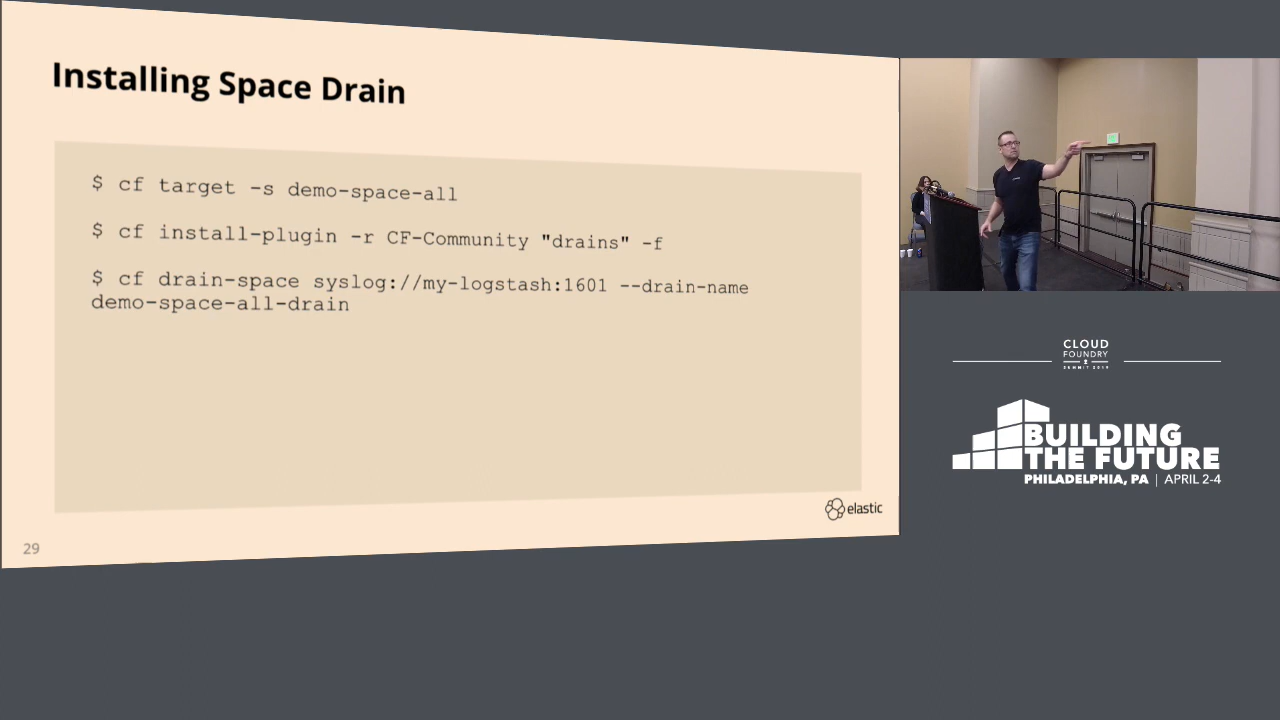 Installing Space Drain
$ cf target -s demo-space-all
$ cf install-plugin -r CF-Community "drains" -f
$ cf drain-space syslog://my-logstash:1601 --drain-name
demo-space-all-drain
elastic
29
CLOUD
FOUNDRY
SUMMIT 2019
BUILDING
THE FUTURE
PHILADELPHIA, PA | APRIL 2-4